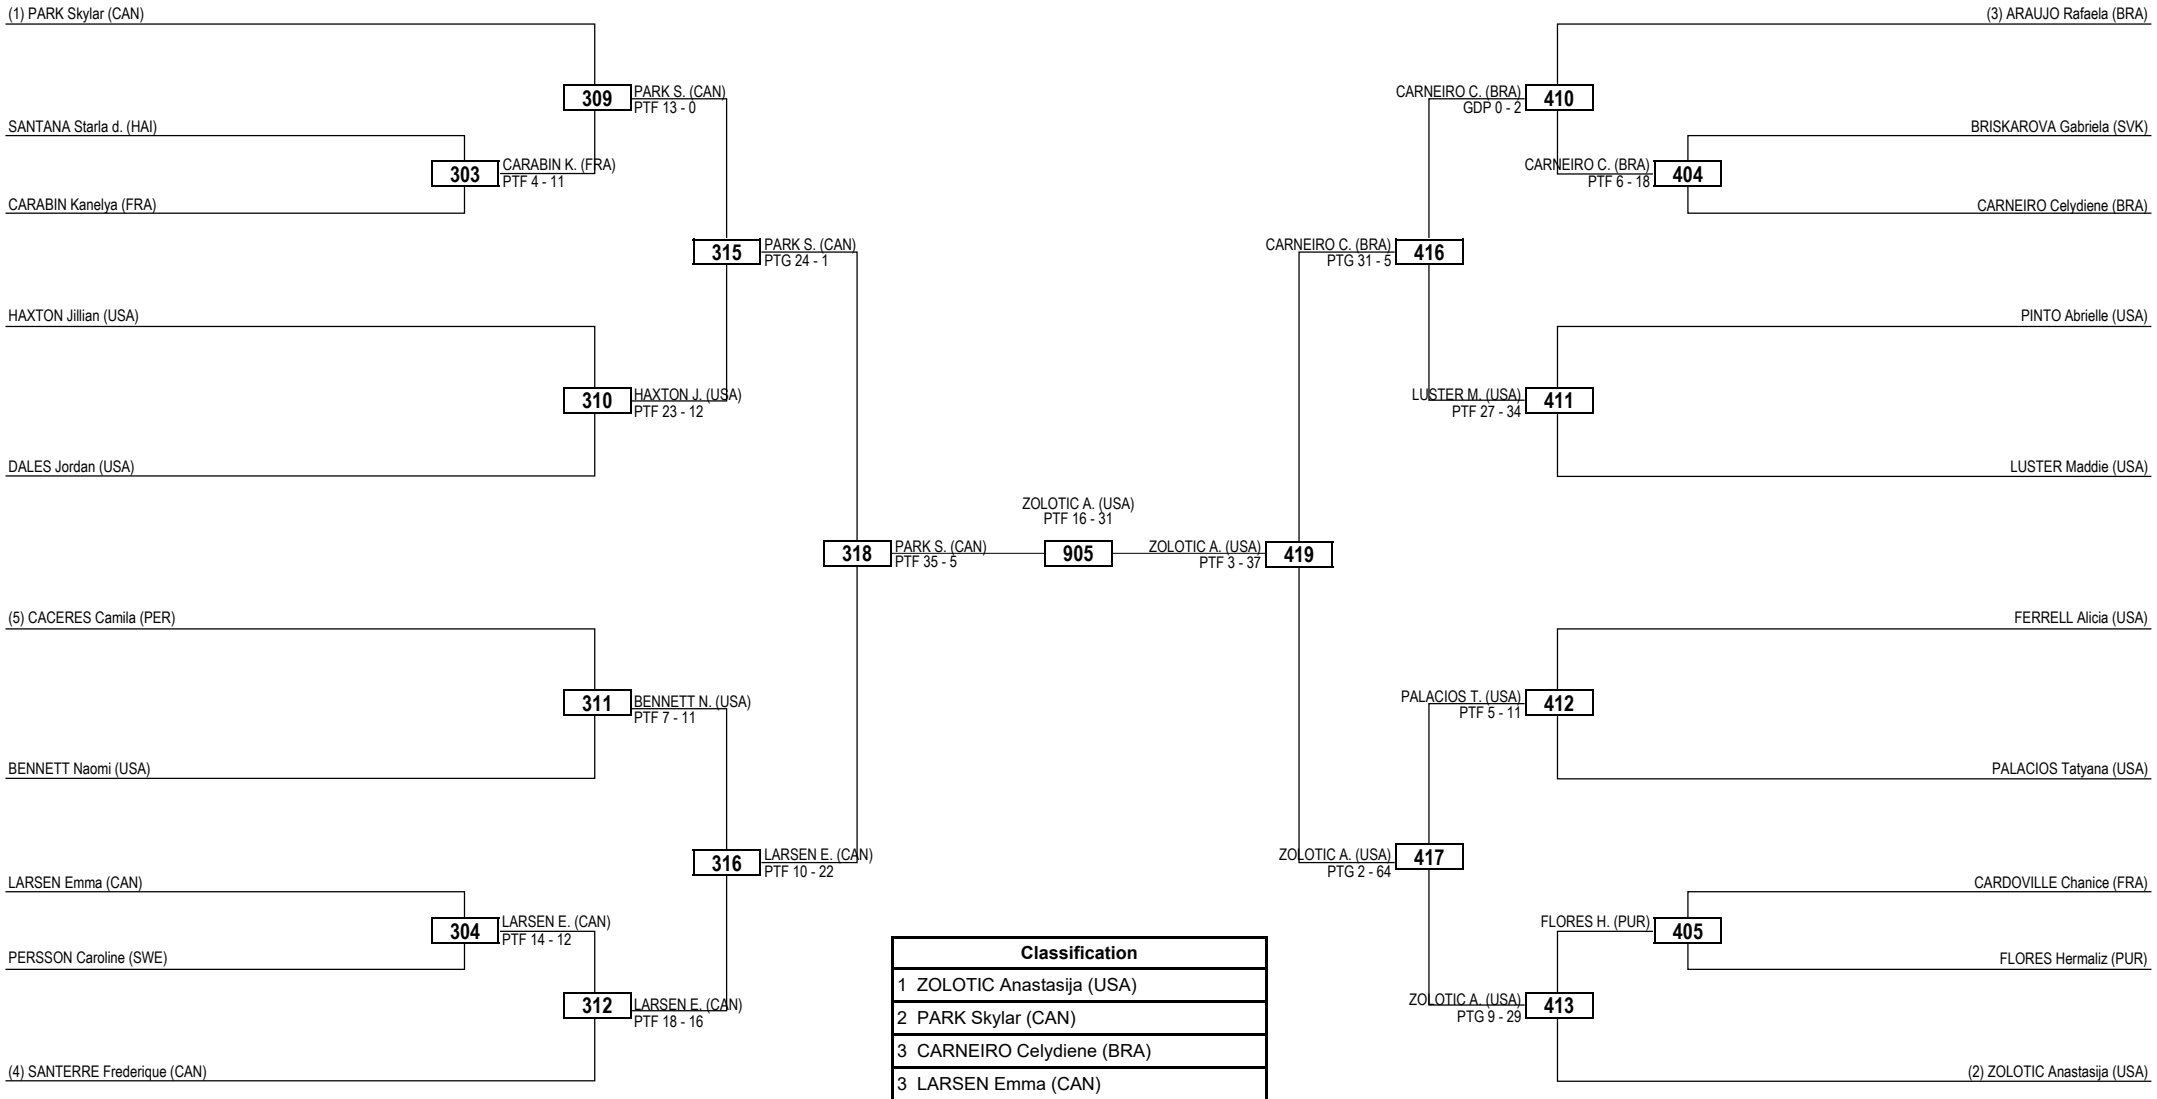 (1) PARK Skylar (CAN)
309
PARK S. (CAN)
PTF 13 - 0
SANTANA Starla d. (HAI)
303
CARABIN K. (FRA)
PTF 4 - 11
CARABIN Kanelya (FRA)
315
PARK S. (CAN)
PTG 24 - 1
HAXTON Jillian (USA)
310
HAXTON J. (USA)
PTF 23 - 12
DALES Jordan (USA)
318
PARK S. (CAN)
PTF 35 - 5
(5) CACERES Camila (PER)
311
BENNETT N. (USA)
PTF 7 - 11
BENNETT Naomi (USA)
316
LARSEN E. (CAN)
PTF 10 - 22
LARSEN Emma (CAN)
304
LARSEN E. (CAN)
PTF 14 - 12
PERSSON Caroline (SWE)
312
LARSEN E. (CAN)
PTF 18 - 16
(4) SANTERRE Frederique (CAN)
ZOLOTIC A. (USA)
PTF 16 - 31
905
(3) ARAUJO Rafaela (BRA)
CARNEIRO C. (BRA)
GDP 0 - 2
410
BRISKAROVA Gabriela (SVK)
CARNEIRO C. (BRA)
PTF 6 - 18
404
CARNEIRO Celydiene (BRA)
CARNEIRO C. (BRA)
PTG 31 - 5
416
PINTO Abrielle (USA)
LUSTER M. (USA)
PTF 27 - 34
411
LUSTER Maddie (USA)
ZOLOTIC A. (USA)
PTF 3 - 37
419
FERRELL Alicia (USA)
PALACIOS T. (USA)
PTF 5 - 11
412
PALACIOS Tatyana (USA)
ZOLOTIC A. (USA)
PTG 2 - 64
417
CARDOVILLE Chanice (FRA)
FLORES H. (PUR)
405
FLORES Hermaliz (PUR)
ZOLOTIC A. (USA)
PTG 9 - 29
413
(2) ZOLOTIC Anastasija (USA)
Classification
1 ZOLOTIC Anastasija (USA)
2 PARK Skylar (CAN)
3 CARNEIRO Celydiene (BRA)
3 LARSEN Emma (CAN)